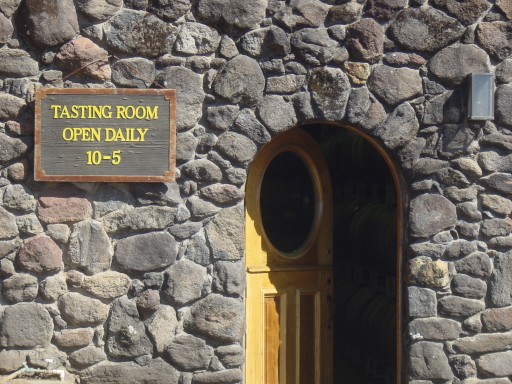 TASTING ROOM
OPEN DAILY
10-5